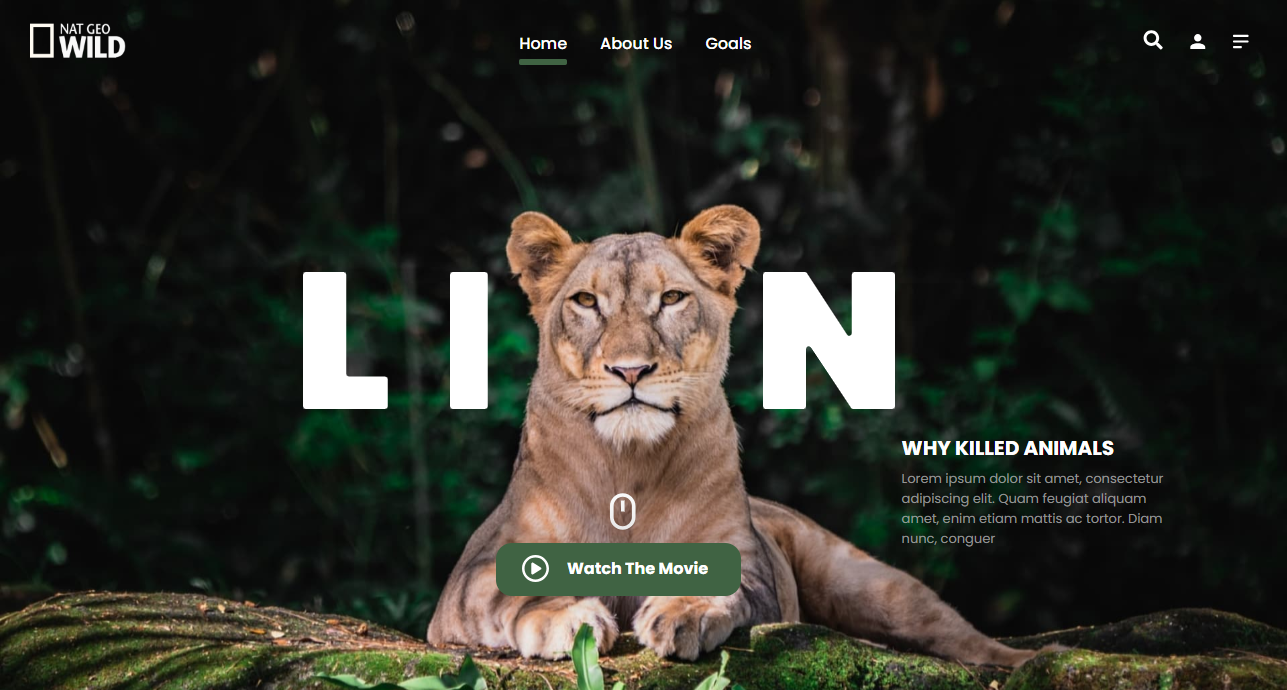 NAT GEO
WILD
Home About Us Goals
LI N
WHY KILLED ANIMALS
Lorem ipsum dolor sit amet, consectetur
adipiscing elit. Quam feugiat aliquam
amet, enim etiam mattis ac tortor. Diam
nunc, conguer
Watch The Movie